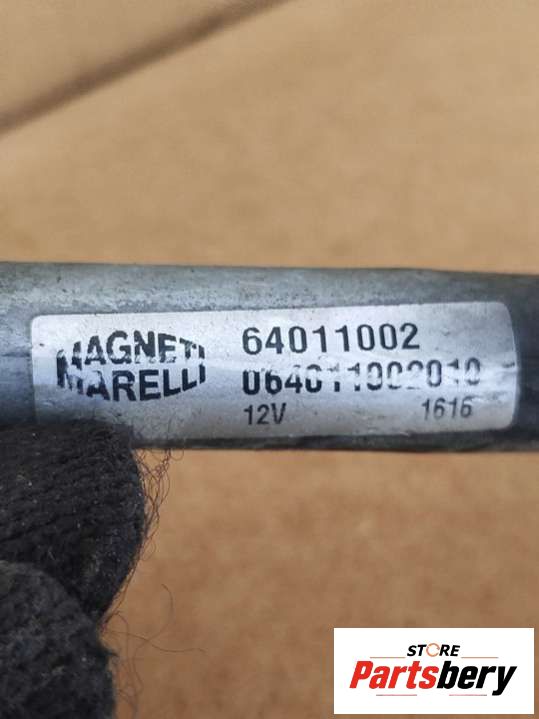 MAGNETI
MARELLI
64011002
064011002010
12V 1616
STORE
Partsbery